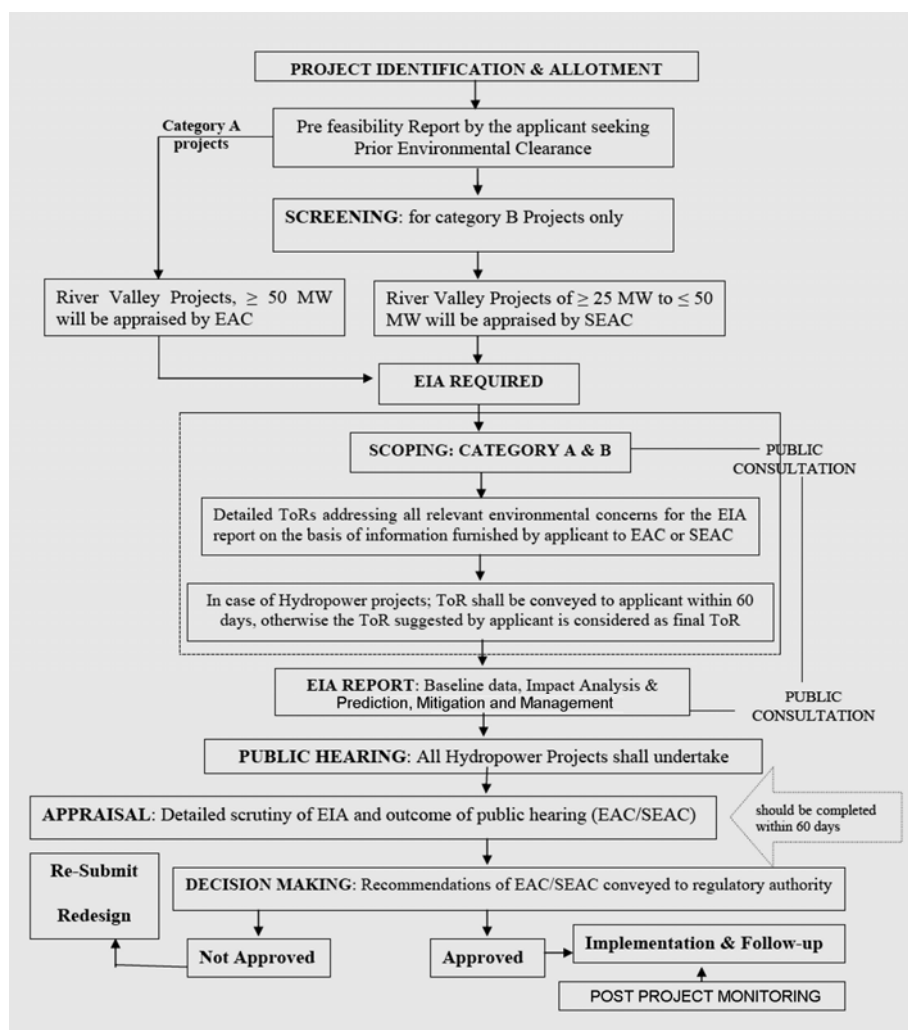 PROJECT IDENTIFICATION & ALLOTMENT
Category A
projects
Pre feasibility Report by the applicant seeking
Prior Environmental Clearance
SCREENING: for category B Projects only
River Valley Projects, ≥ 50 MW
will be appraised by EAC
River Valley Projects of ≥ 25 MW to ≤ 50
MW will be appraised by SEAC
EIA REQUIRED
SCOPING: CATEGORY A & B
PUBLIC
CONSULTATION
Detailed ToRs addressing all relevant environmental concerns for the EIA
report on the basis of information furnished by applicant to EAC or SEAC
In case of Hydropower projects; ToR shall be conveyed to applicant within 60
days, otherwise the ToR suggested by applicant is considered as final ToR
EIA REPORT: Baseline data, Impact Analysis &
Prediction, Mitigation and Management
PUBLIC
CONSULTATION
PUBLIC HEARING: All Hydropower Projects shall undertake
APPRAISAL: Detailed scrutiny of EIA and outcome of public hearing (EAC/SEAC)
should be completed
within 60 days
DECISION MAKING: Recommendations of EAC/SEAC conveyed to regulatory authority
Re-Submit
Redesign
Not Approved
Approved
Implementation & Follow-up
POST PROJECT MONITORING